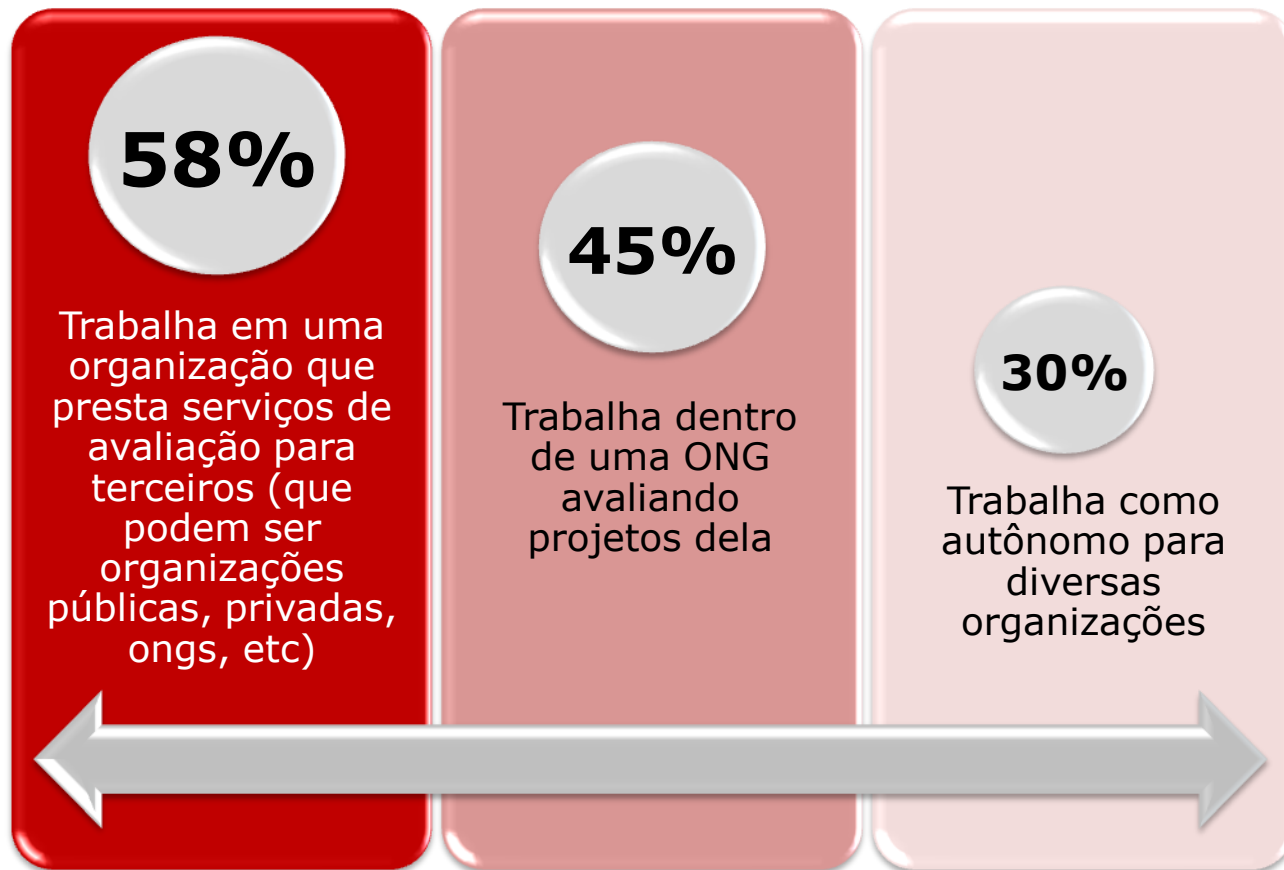 58%
Trabalha em uma
organização que
presta serviços de
avaliação para
terceiros (que
podem ser
organizações
públicas, privadas,
ongs, etc)
45%
Trabalha dentro
de uma ONG
avaliando
projetos dela
30%
Trabalha como
autônomo para
diversas
organizações